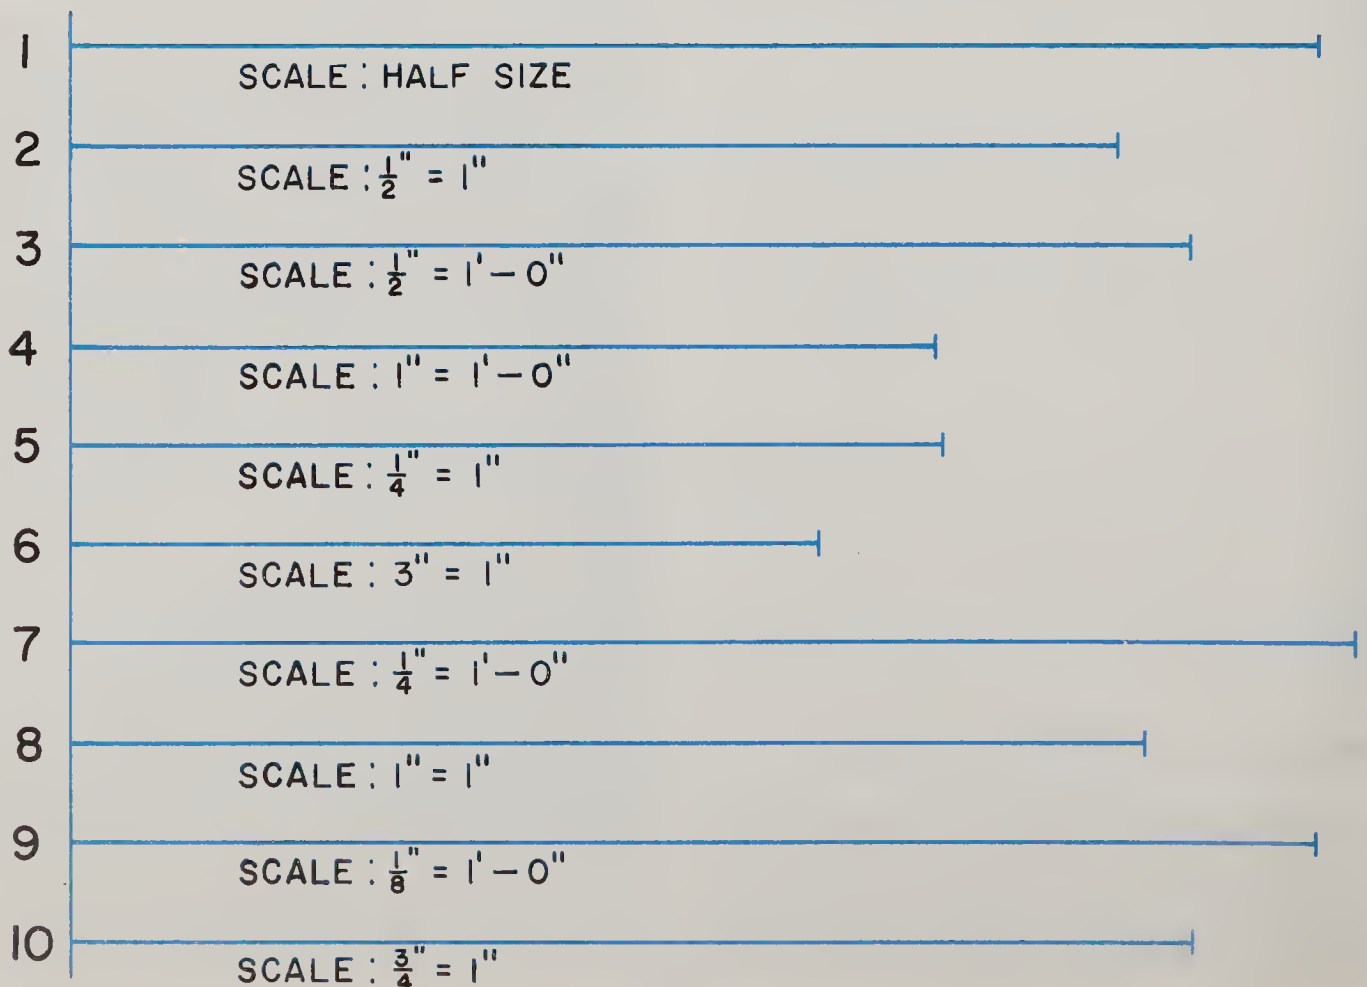 1
SCALE : HALF SIZE
2
SCALE : 1/2" = 1"
3
SCALE : 1/2" = 1' – 0"
4
SCALE : 1" = 1' – 0"
5
SCALE : 1/4" = 1"
6
SCALE : 3" = 1"
7
SCALE : 1/4" = 1' – 0"
8
SCALE : 1" = 1"
9
SCALE : 1/8" = 1' – 0"
10
SCALE : 3/4" = 1"